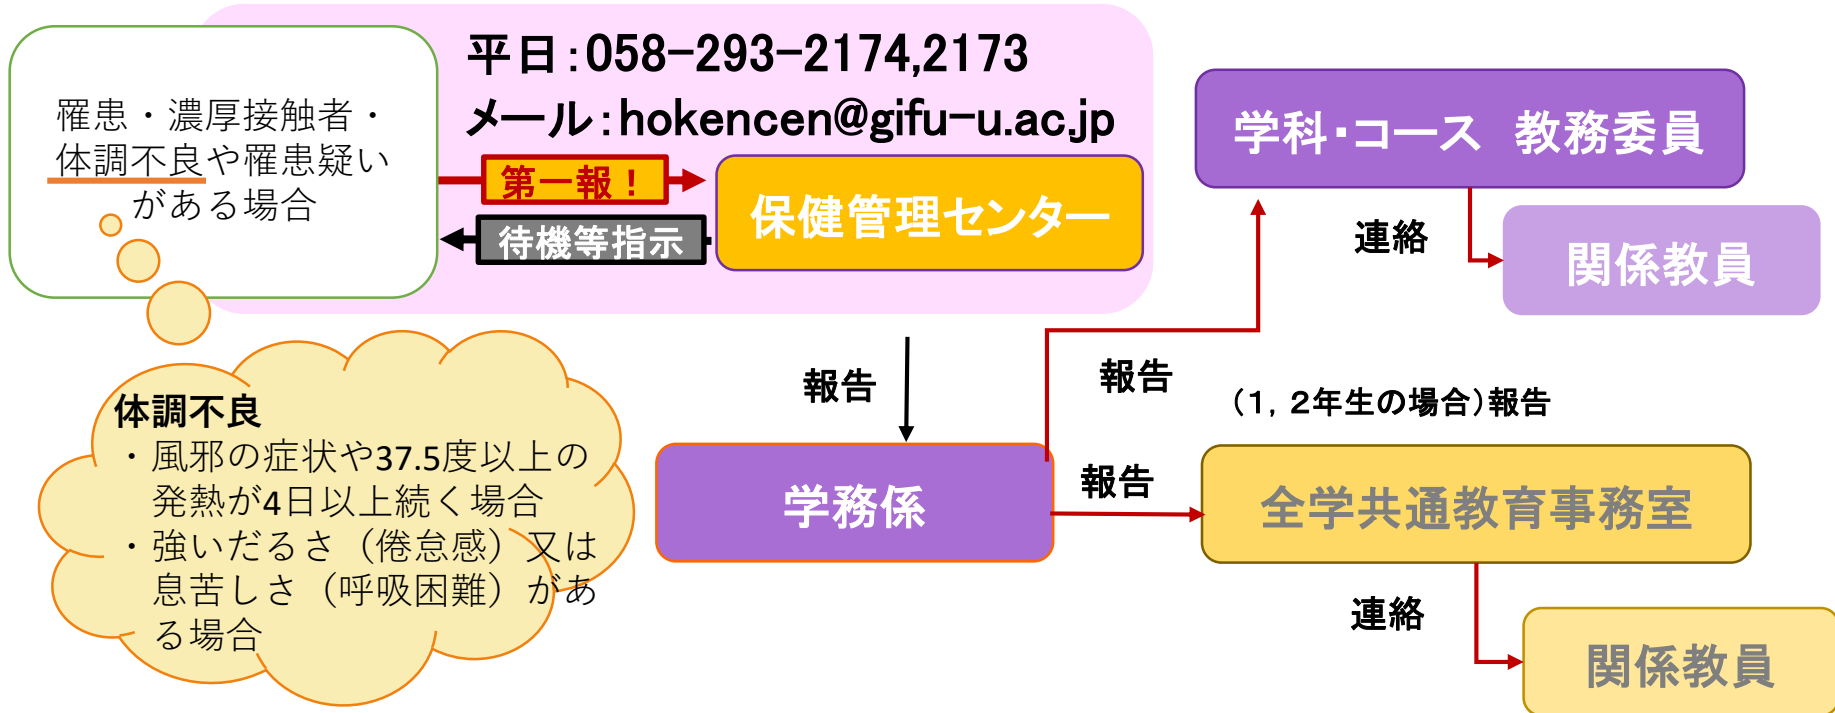 平日：058−293−2174,2173
メール：hokencen@gifu−u.ac.jp
罹患・濃厚接触者・
体調不良や罹患疑い
がある場合
第一報！
待機等指示
保健管理センター
学科・コース　教務委員
連絡
関係教員
報告
報告
（１，２年生の場合）報告
体調不良
・風邪の症状や37.5度以上の
発熱が4日以上続く場合
・強いだるさ（倦怠感）又は
息苦しさ（呼吸困難）があ
る場合
学務係
報告
全学共通教育事務室
連絡
関係教員